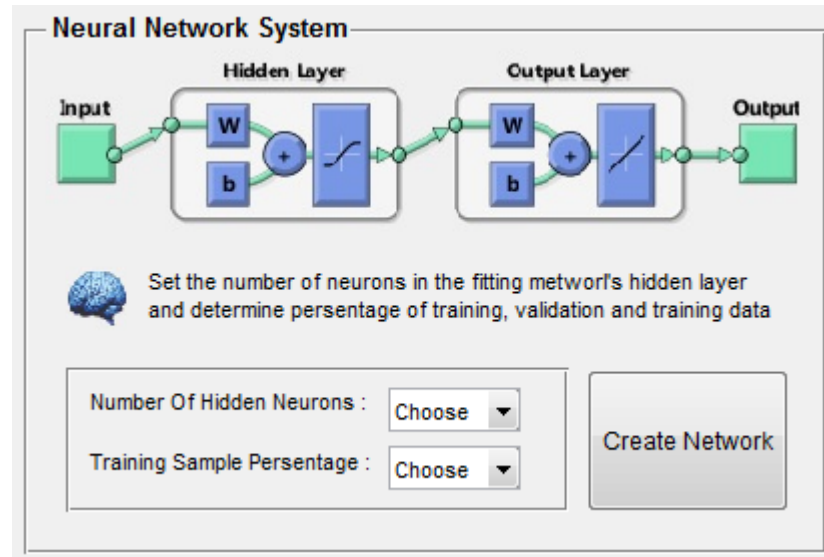 Neural Network System
Hidden Layer Output Layer
Input Output
W W
+ +
b b
Set the number of neurons in the fitting metworl's hidden layer
and determine persentage of training, validation and training data
Number Of Hidden Neurons : Choose
Training Sample Persentage : Choose
Create Network